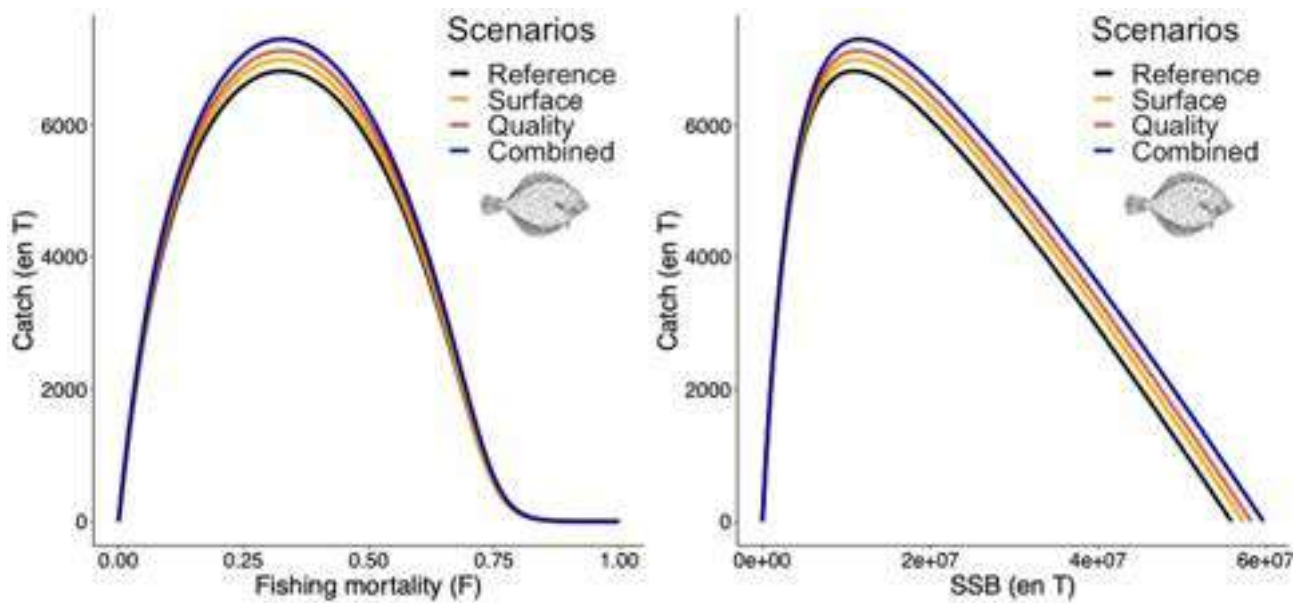 Scenarios
Reference
Surface
Quality
Combined
6000
4000
2000
0
Catch (en T)
0.00 0.25 0.50 0.75 1.00
Fishing mortality (F)
Scenarios
Reference
Surface
Quality
Combined
6000
4000
2000
0
Catch (en T)
0e+00 2e+07 4e+07 6e+07
SSB (en T)